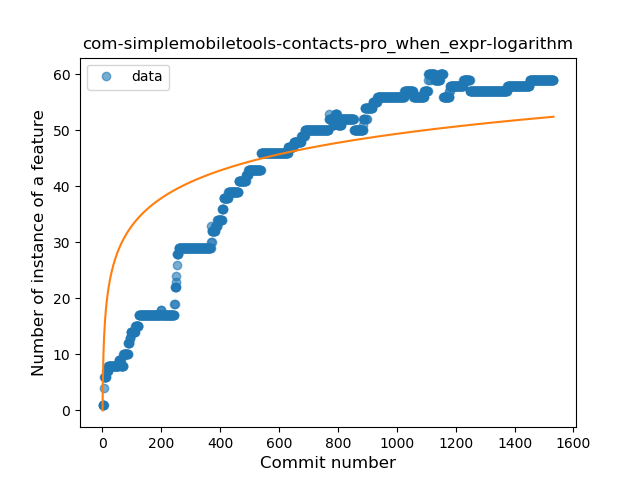 com-simplemobiletools-contacts-pro_when_expr-logarithm
data
Number of instance of a feature
60
50
40
30
20
10
0
0 200 400 600 800 1000 1200 1400 1600
Commit number